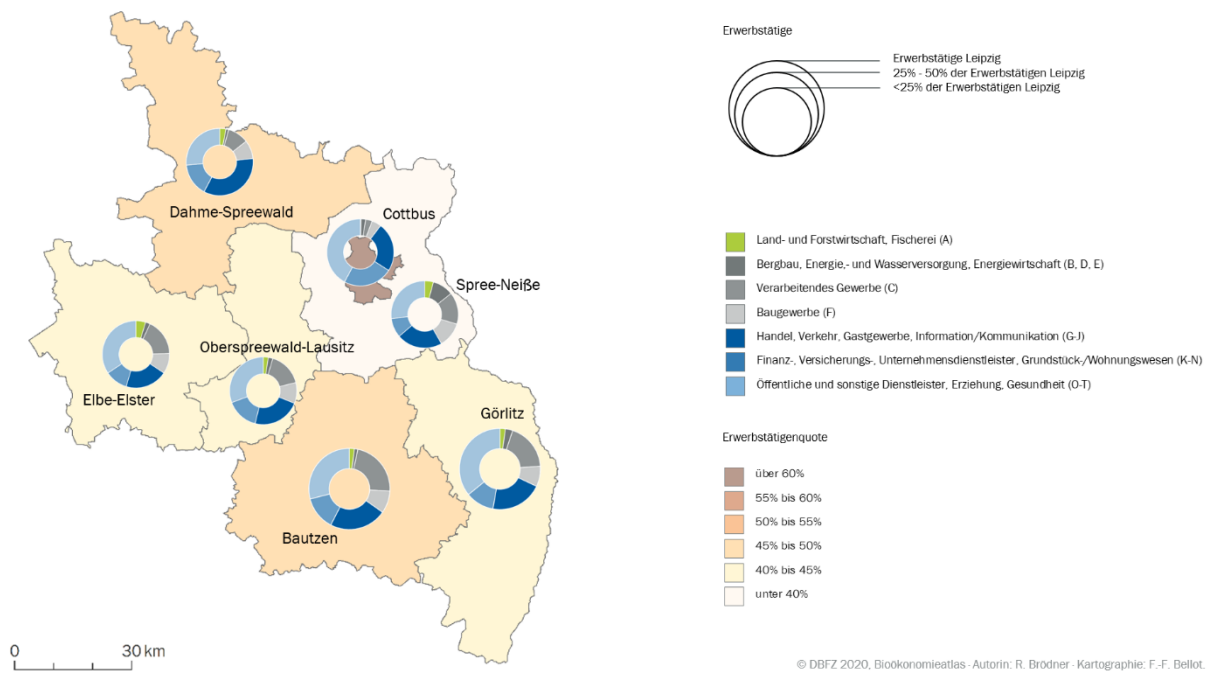 Dahme-Spreewald
Cottbus
Spree-Neiße
Oberspreewald-Lausitz
Elbe-Elster
Görlitz
Bautzen
0 30 km
Erwerbstätige
Erwerbstätige Leipzig
25% - 50% der Erwerbstätigen Leipzig
<25% der Erwerbstätigen Leipzig
Land- und Forstwirtschaft, Fischerei (A)
Bergbau, Energie,- und Wasserversorgung, Energiewirtschaft (B, D, E)
Verarbeitendes Gewerbe (C)
Baugewerbe (F)
Handel, Verkehr, Gastgewerbe, Information/Kommunikation (G-J)
Finanz-, Versicherungs-, Unternehmensdienstleister, Grundstück-/Wohnungswesen (K-N)
Öffentliche und sonstige Dienstleister, Erziehung, Gesundheit (O-T)
Erwerbstätigenquote
über 60%
55% bis 60%
50% bis 55%
45% bis 50%
40% bis 45%
unter 40%
© DBFZ 2020, Bioökonomieatlas · Autorin: R. Brödner · Kartographie: F.-F. Bellot.